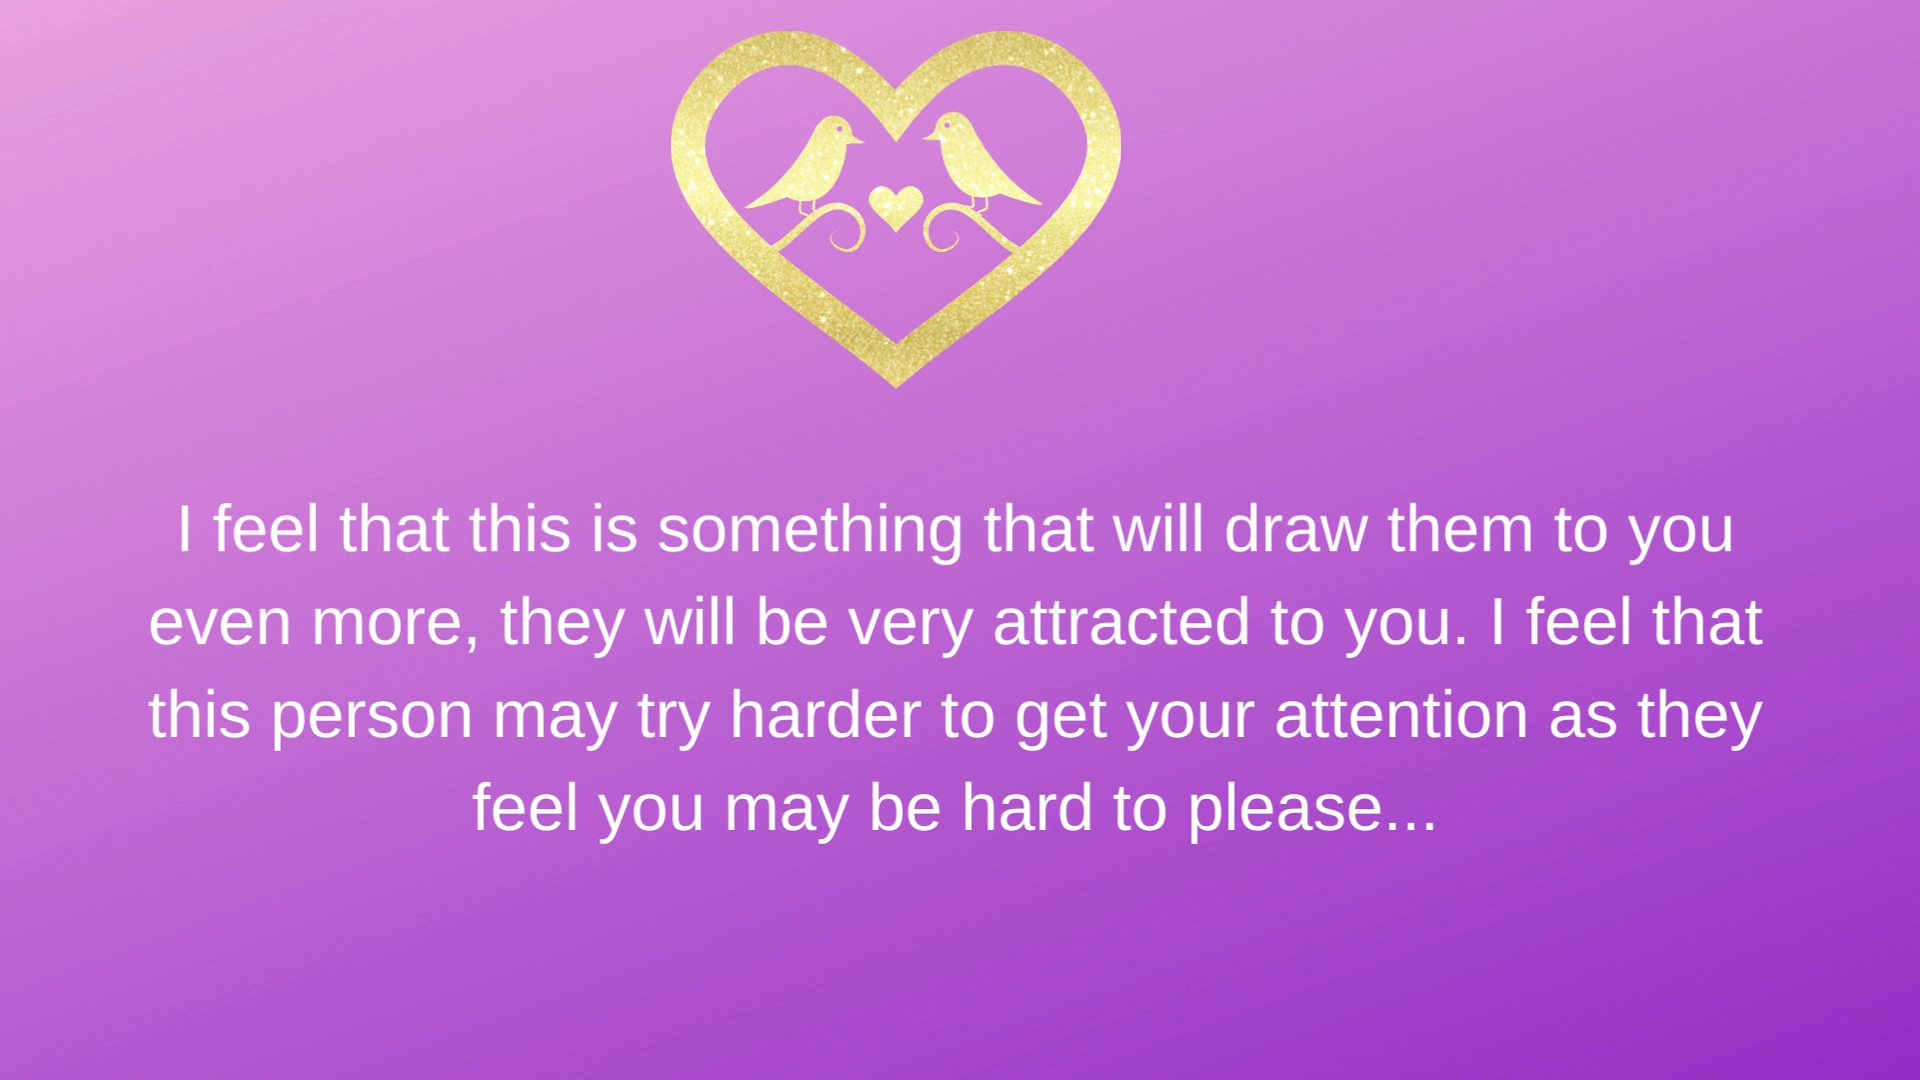 I feel that this is something that will draw them to you
even more, they will be very attracted to you. I feel that
this person may try harder to get your attention as they
feel you may be hard to please...